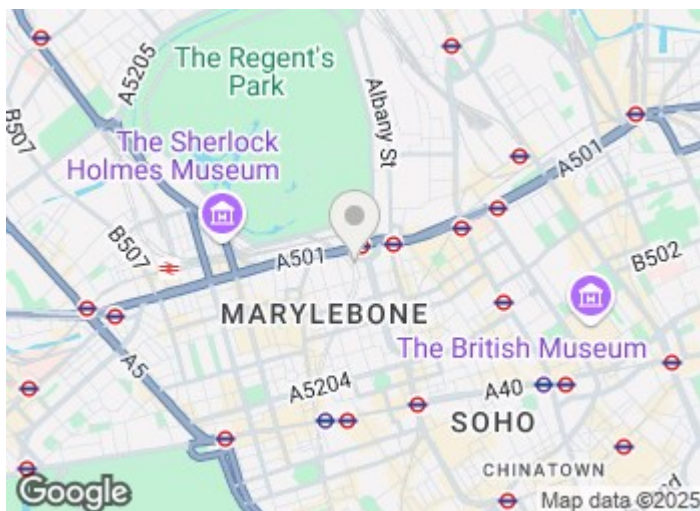 The Regent's
Park
A5205
B507
Albany St
The Sherlock
Holmes Museum
A501
B507
A501
B502
MARYLEBONE
The British Museum
A5
A5204
A40
SOHO
CHINATOWN
Google
Map data ©2025